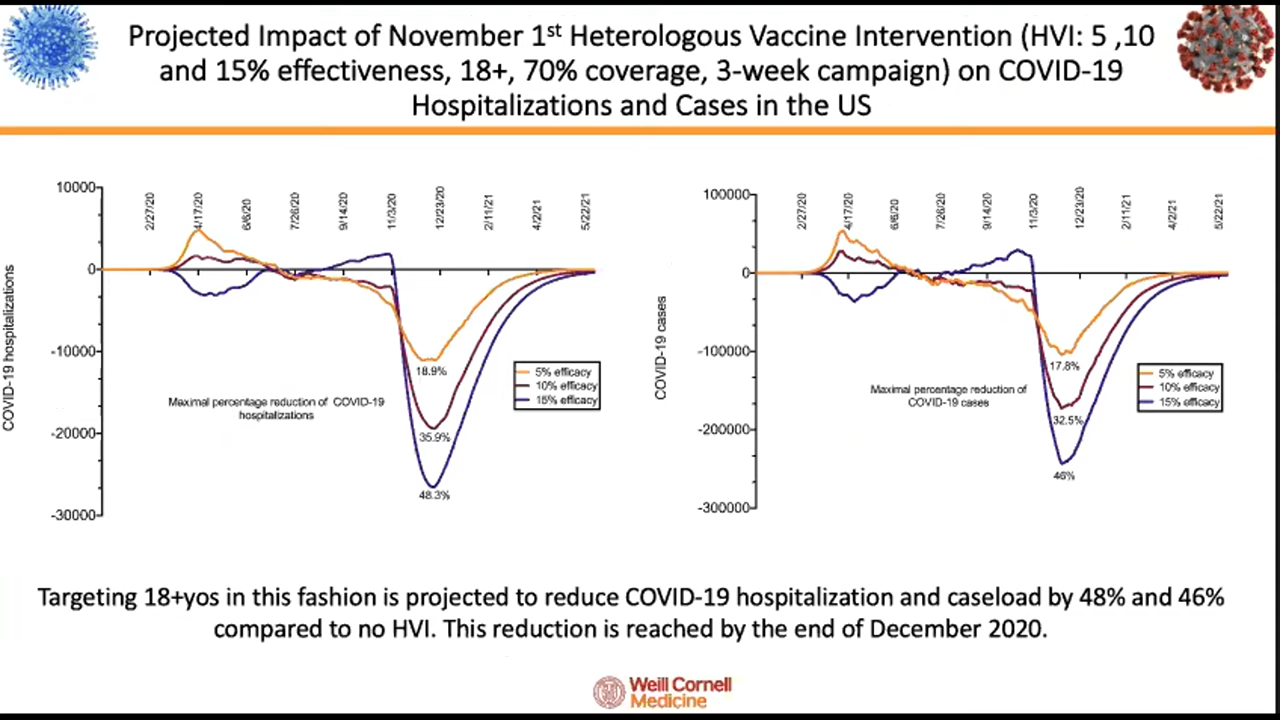 Projected Impact of November 1st Heterologous Vaccine Intervention (HVI: 5 ,10
and 15% effectiveness, 18+, 70% coverage, 3-week campaign) on COVID-19
Hospitalizations and Cases in the US
COVID-19 hospitalizations
10000
0
-10000
-20000
-30000
2/27/20
4/17/20
6/6/20
7/26/20
9/14/20
11/3/20
12/23/20
2/11/21
4/2/21
5/22/21
18.9%
35.9%
48.3%
Maximal percentage reduction of COVID-19
hospitalizations
5% efficacy
10% efficacy
15% efficacy
COVID-19 cases
100000
0
-100000
-200000
-300000
2/27/20
4/17/20
6/6/20
7/26/20
9/14/20
11/3/20
12/23/20
2/11/21
4/2/21
5/22/21
17.8%
32.5%
46%
Maximal percentage reduction of
COVID-19 cases
5% efficacy
10% efficacy
15% efficacy
Targeting 18+yos in this fashion is projected to reduce COVID-19 hospitalization and caseload by 48% and 46%
compared to no HVI. This reduction is reached by the end of December 2020.
Weill Cornell
Medicine